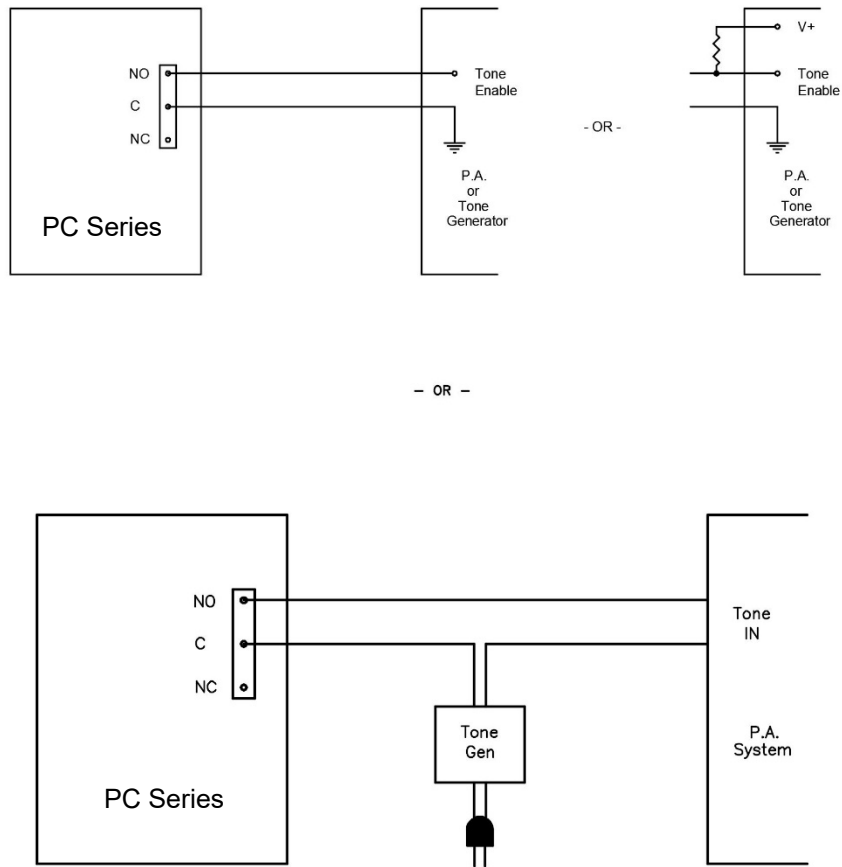 NO
C
NC
PC Series
Tone
Enable
P.A.
or
Tone
Generator
- OR -
V+
Tone
Enable
P.A.
or
Tone
Generator
- OR -
NO
C
NC
PC Series
Tone
Gen
Tone
IN
P.A.
System